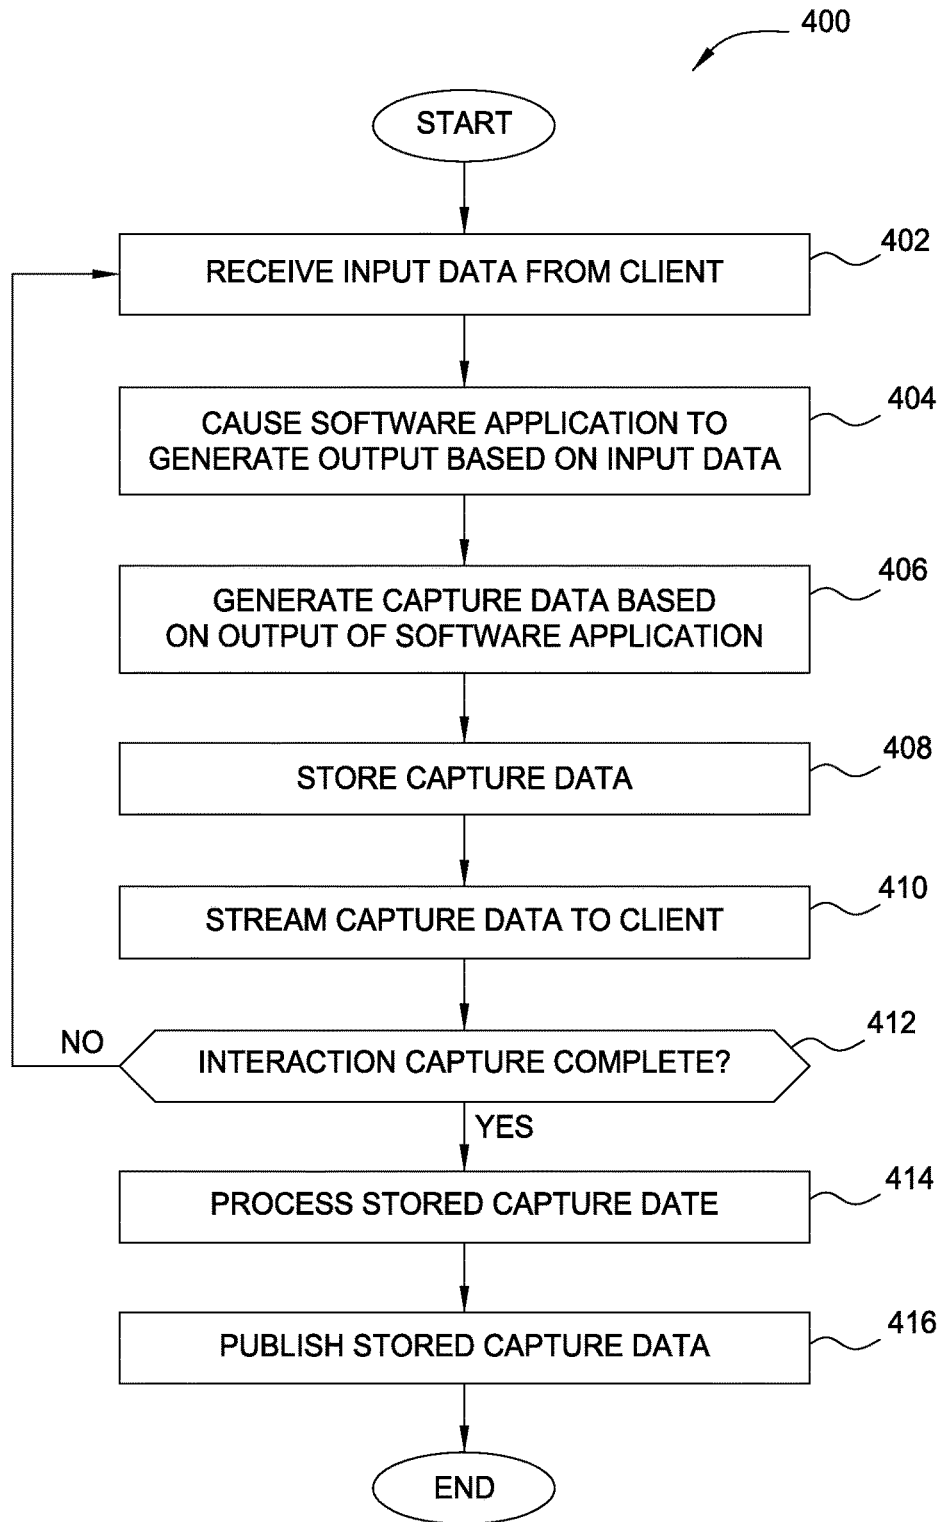 400
START
402
RECEIVE INPUT DATA FROM CLIENT
404
CAUSE SOFTWARE APPLICATION TO
GENERATE OUTPUT BASED ON INPUT DATA
406
GENERATE CAPTURE DATA BASED
ON OUTPUT OF SOFTWARE APPLICATION
408
STORE CAPTURE DATA
410
STREAM CAPTURE DATA TO CLIENT
412
NO
INTERACTION CAPTURE COMPLETE?
YES
414
PROCESS STORED CAPTURE DATE
416
PUBLISH STORED CAPTURE DATA
END